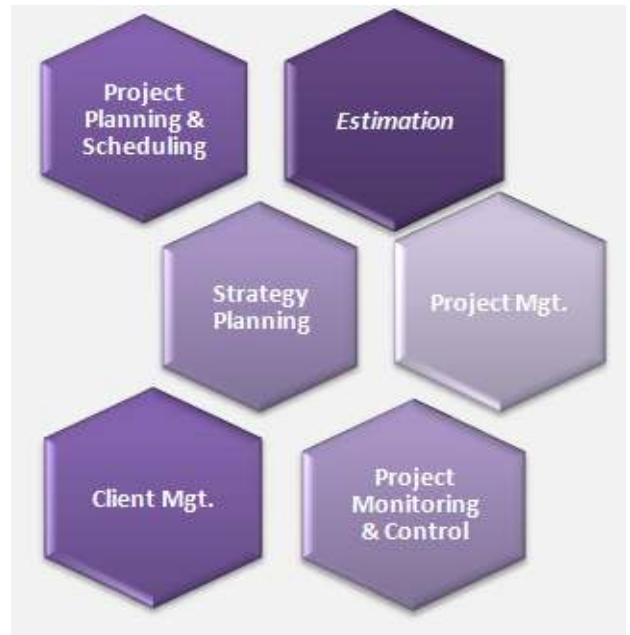 Project
Planning &
Scheduling
Estimation
Strategy
Planning
Project Mgt.
Client Mgt.
Project
Monitoring
& Control